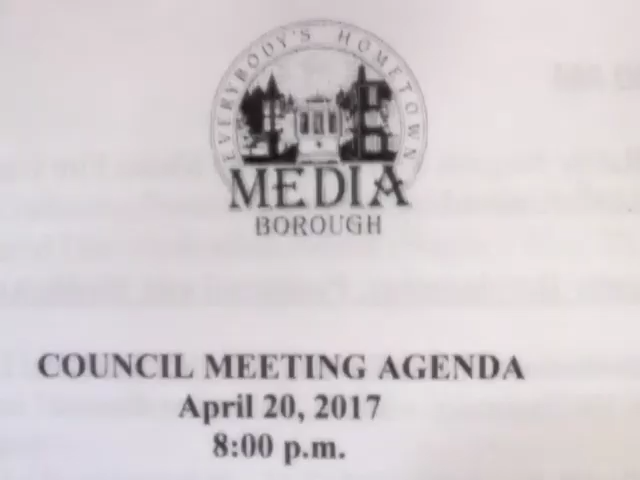 EVERYBODY'S HOMETOWN
MEDIA
BOROUGH
COUNCIL MEETING AGENDA
April 20, 2017
8:00 p.m.